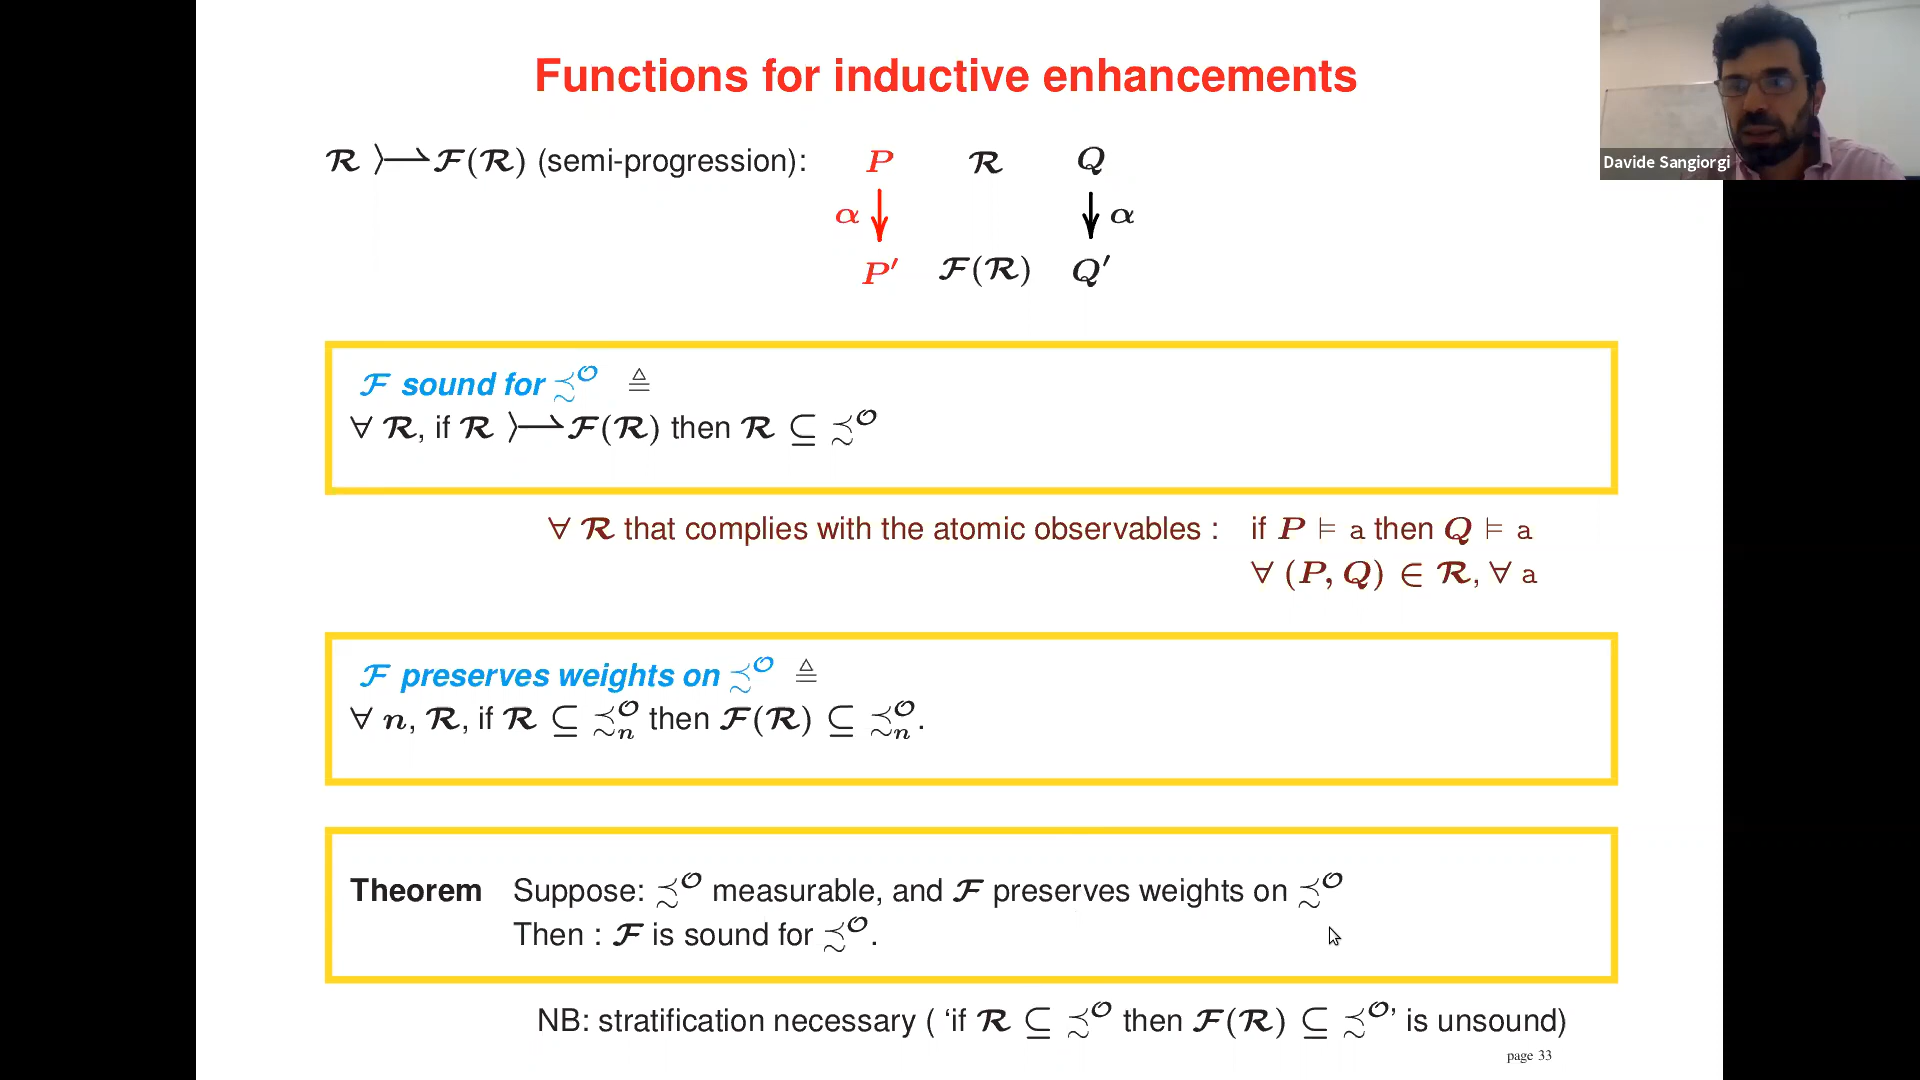 Functions for inductive enhancements
Davide Sangiorgi
ℛ ⟩⇀ ℱ(ℛ) (semi-progression): P ℛ Q
α ↓ ↓ α
P′ ℱ(ℛ) Q′
ℱ sound for ≾^𝒪 ≜
∀ ℛ, if ℛ ⟩⇀ ℱ(ℛ) then ℛ ⊆ ≾^𝒪
∀ ℛ that complies with the atomic observables : if P ⊨ a then Q ⊨ a
∀ (P, Q) ∈ ℛ, ∀ a
ℱ preserves weights on ≾^𝒪 ≜
∀ n, ℛ, if ℛ ⊆ ≾^𝒪_n then ℱ(ℛ) ⊆ ≾^𝒪_n.
Theorem Suppose: ≾^𝒪 measurable, and ℱ preserves weights on ≾^𝒪
Then : ℱ is sound for ≾^𝒪.
NB: stratification necessary ( ‘if ℛ ⊆ ≾^𝒪 then ℱ(ℛ) ⊆ ≾^𝒪’ is unsound)
page 33